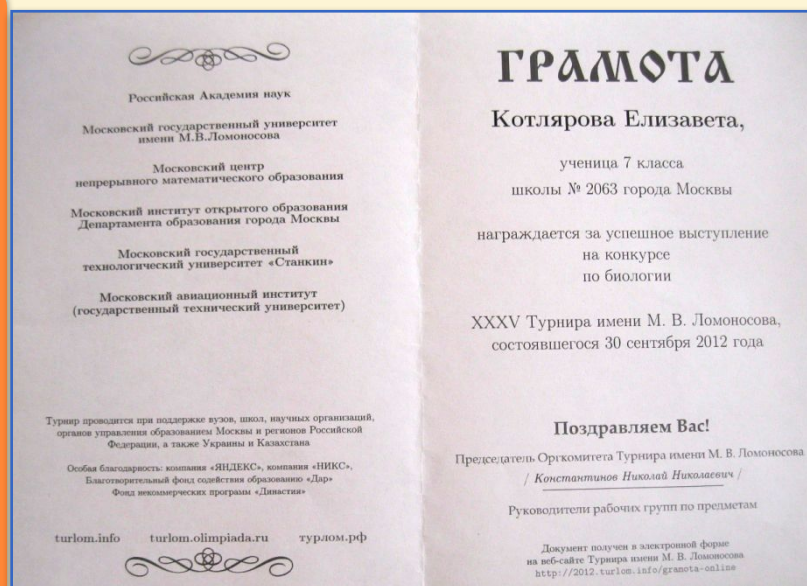 Российская Академия наук
Московский государственный университет
имени М.В.Ломоносова
Московский центр
непрерывного математического образования
Московский институт открытого образования
Департамента образования города Москвы
Московский государственный
технологический университет «Станкин»
Московский авиационный институт
(государственный технический университет)
Турнир проводится при поддержке вузов, школ, научных организаций,
органов управления образованием Москвы и регионов Российской
Федерации, а также Украины и Казахстана
Особая благодарность: компания «ЯНДЕКС», компания «НИКС»,
Благотворительный фонд содействия образованию «Дар»
Фонд некоммерческих программ «Династия»
turlom.info turlom.olimpiada.ru турлом.рф
ГРАМОТА
Котлярова Елизавета,
ученица 7 класса
школы № 2063 города Москвы
награждается за успешное выступление
на конкурсе
по биологии
XXXV Турнира имени М. В. Ломоносова,
состоявшегося 30 сентября 2012 года
Поздравляем Вас!
Председатель Оргкомитета Турнира имени М. В. Ломоносова
/ Константинов Николай Николаевич /
Руководители рабочих групп по предметам
Документ получен в электронной форме
на веб-сайте Турнира имени М. В. Ломоносова
http://2012.turlom.info/gramota-online